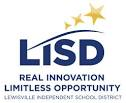 LISD
REAL INNOVATION
LIMITLESS OPPORTUNITY
LEWISVILLE INDEPENDENT SCHOOL DISTRICT